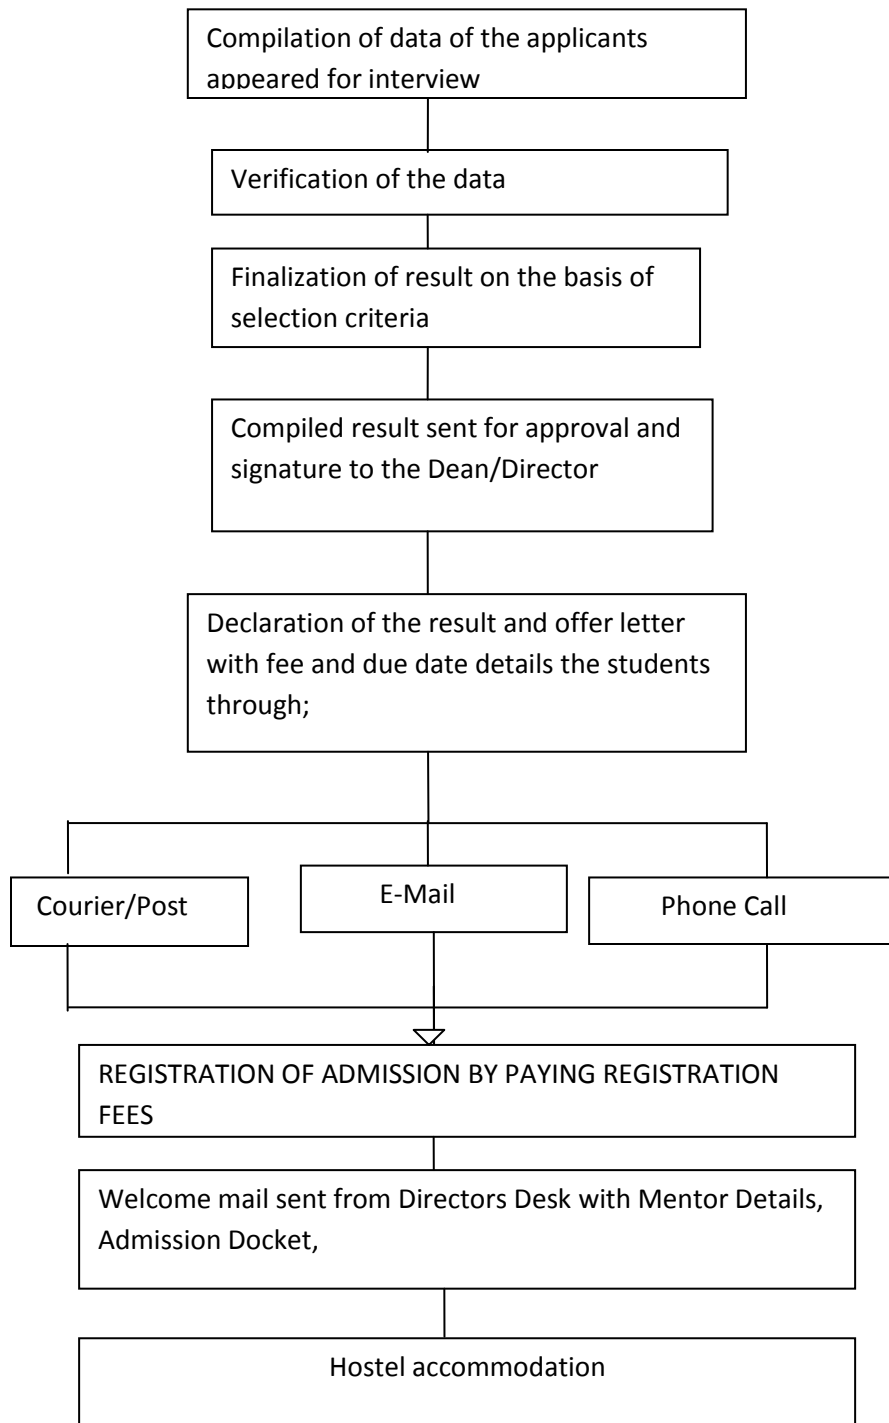 Compilation of data of the applicants
appeared for interview
Verification of the data
Finalization of result on the basis of
selection criteria
Compiled result sent for approval and
signature to the Dean/Director
Declaration of the result and offer letter
with fee and due date details the students
through;
Courier/Post
E-Mail
Phone Call
REGISTRATION OF ADMISSION BY PAYING REGISTRATION
FEES
Welcome mail sent from Directors Desk with Mentor Details,
Admission Docket,
Hostel accommodation